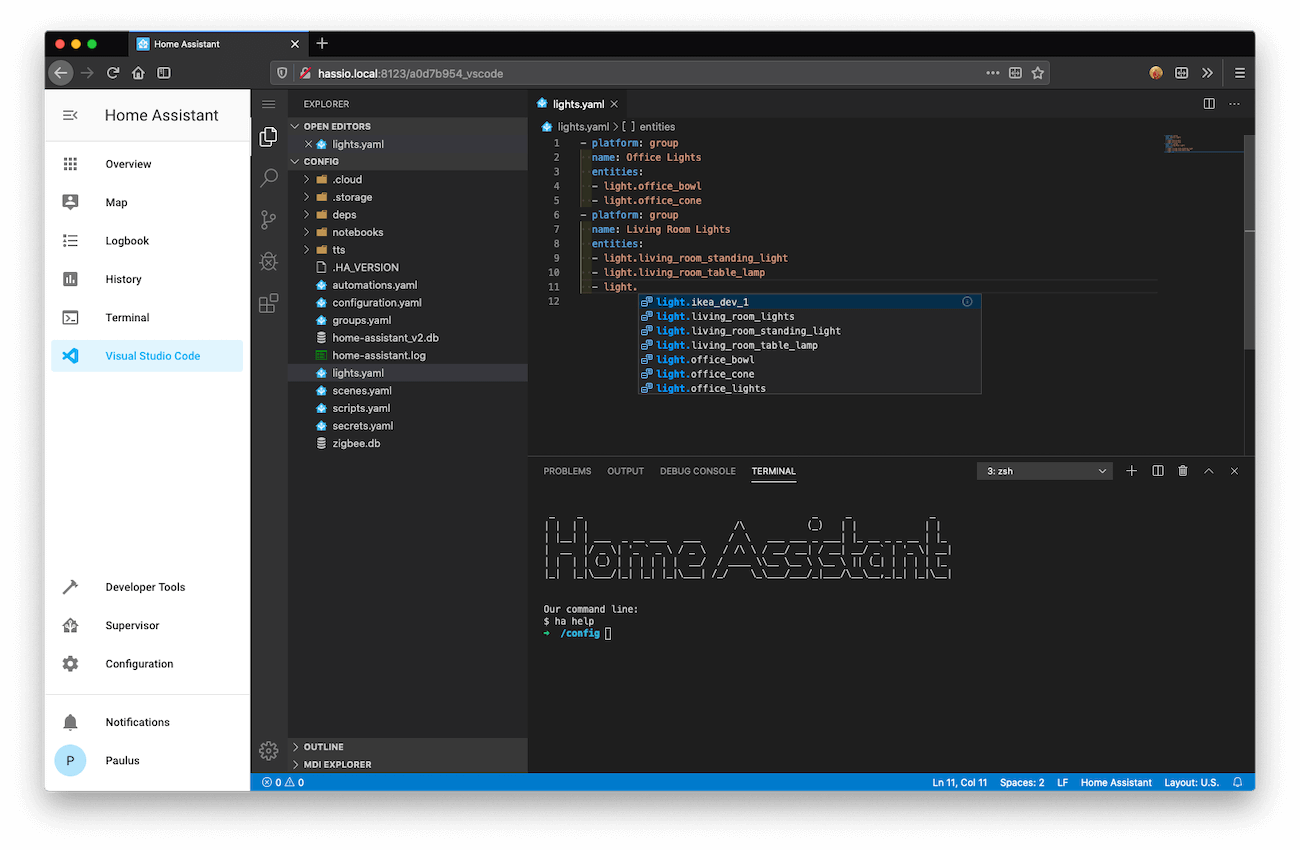 Home Assistant
hassio.local:8123/a0d7b954_vscode
Home Assistant
Overview
Map
Logbook
History
Terminal
Visual Studio Code
Developer Tools
Supervisor
Configuration
Notifications
P
Paulus
EXPLORER
OPEN EDITORS
lights.yaml
CONFIG
.cloud
.storage
deps
notebooks
tts
.HA_VERSION
automations.yaml
configuration.yaml
groups.yaml
home-assistant_v2.db
home-assistant.log
lights.yaml
scenes.yaml
scripts.yaml
secrets.yaml
zigbee.db
OUTLINE
MDI EXPLORER
lights.yaml
lights.yaml > [ ] entities
1 - platform: group
2 name: Office Lights
3 entities:
4 - light.office_bowl
5 - light.office_cone
6 - platform: group
7 name: Living Room Lights
8 entities:
9 - light.living_room_standing_light
10 - light.living_room_table_lamp
11 - light.
12
light.ikea_dev_1
light.living_room_lights
light.living_room_standing_light
light.living_room_table_lamp
light.office_bowl
light.office_cone
light.office_lights
PROBLEMS OUTPUT DEBUG CONSOLE TERMINAL
3: zsh
Home Assistant
Our command line:
$ ha help
➜ /config
0 0
Ln 11, Col 11 Spaces: 2 LF Home Assistant Layout: U.S.